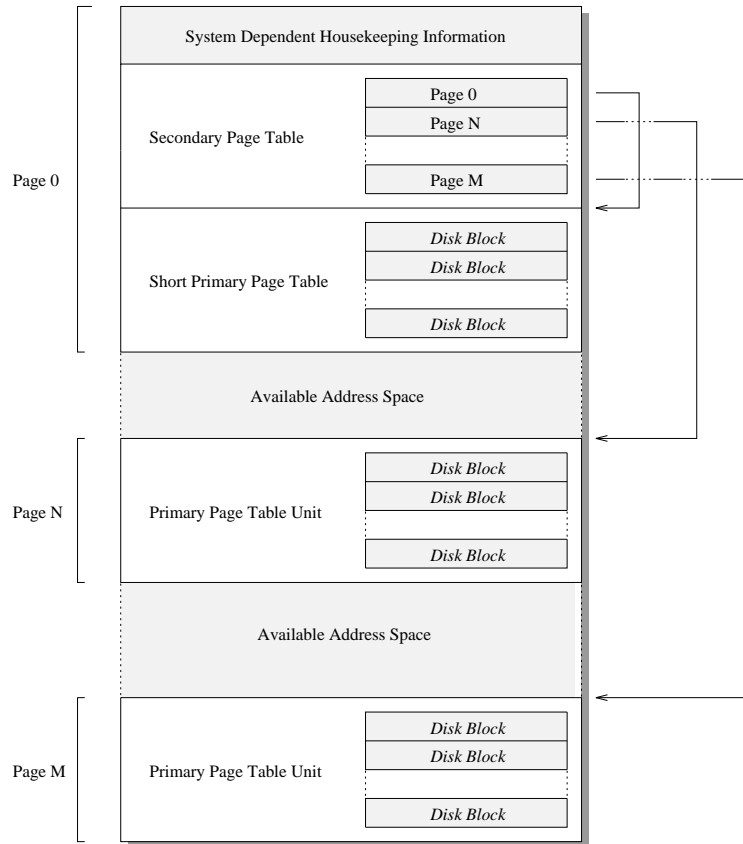 System Dependent Housekeeping Information
Page 0
Secondary Page Table
Page 0
Page N
Page M
Short Primary Page Table
Disk Block
Disk Block
Disk Block
Available Address Space
Page N
Primary Page Table Unit
Disk Block
Disk Block
Disk Block
Available Address Space
Page M
Primary Page Table Unit
Disk Block
Disk Block
Disk Block